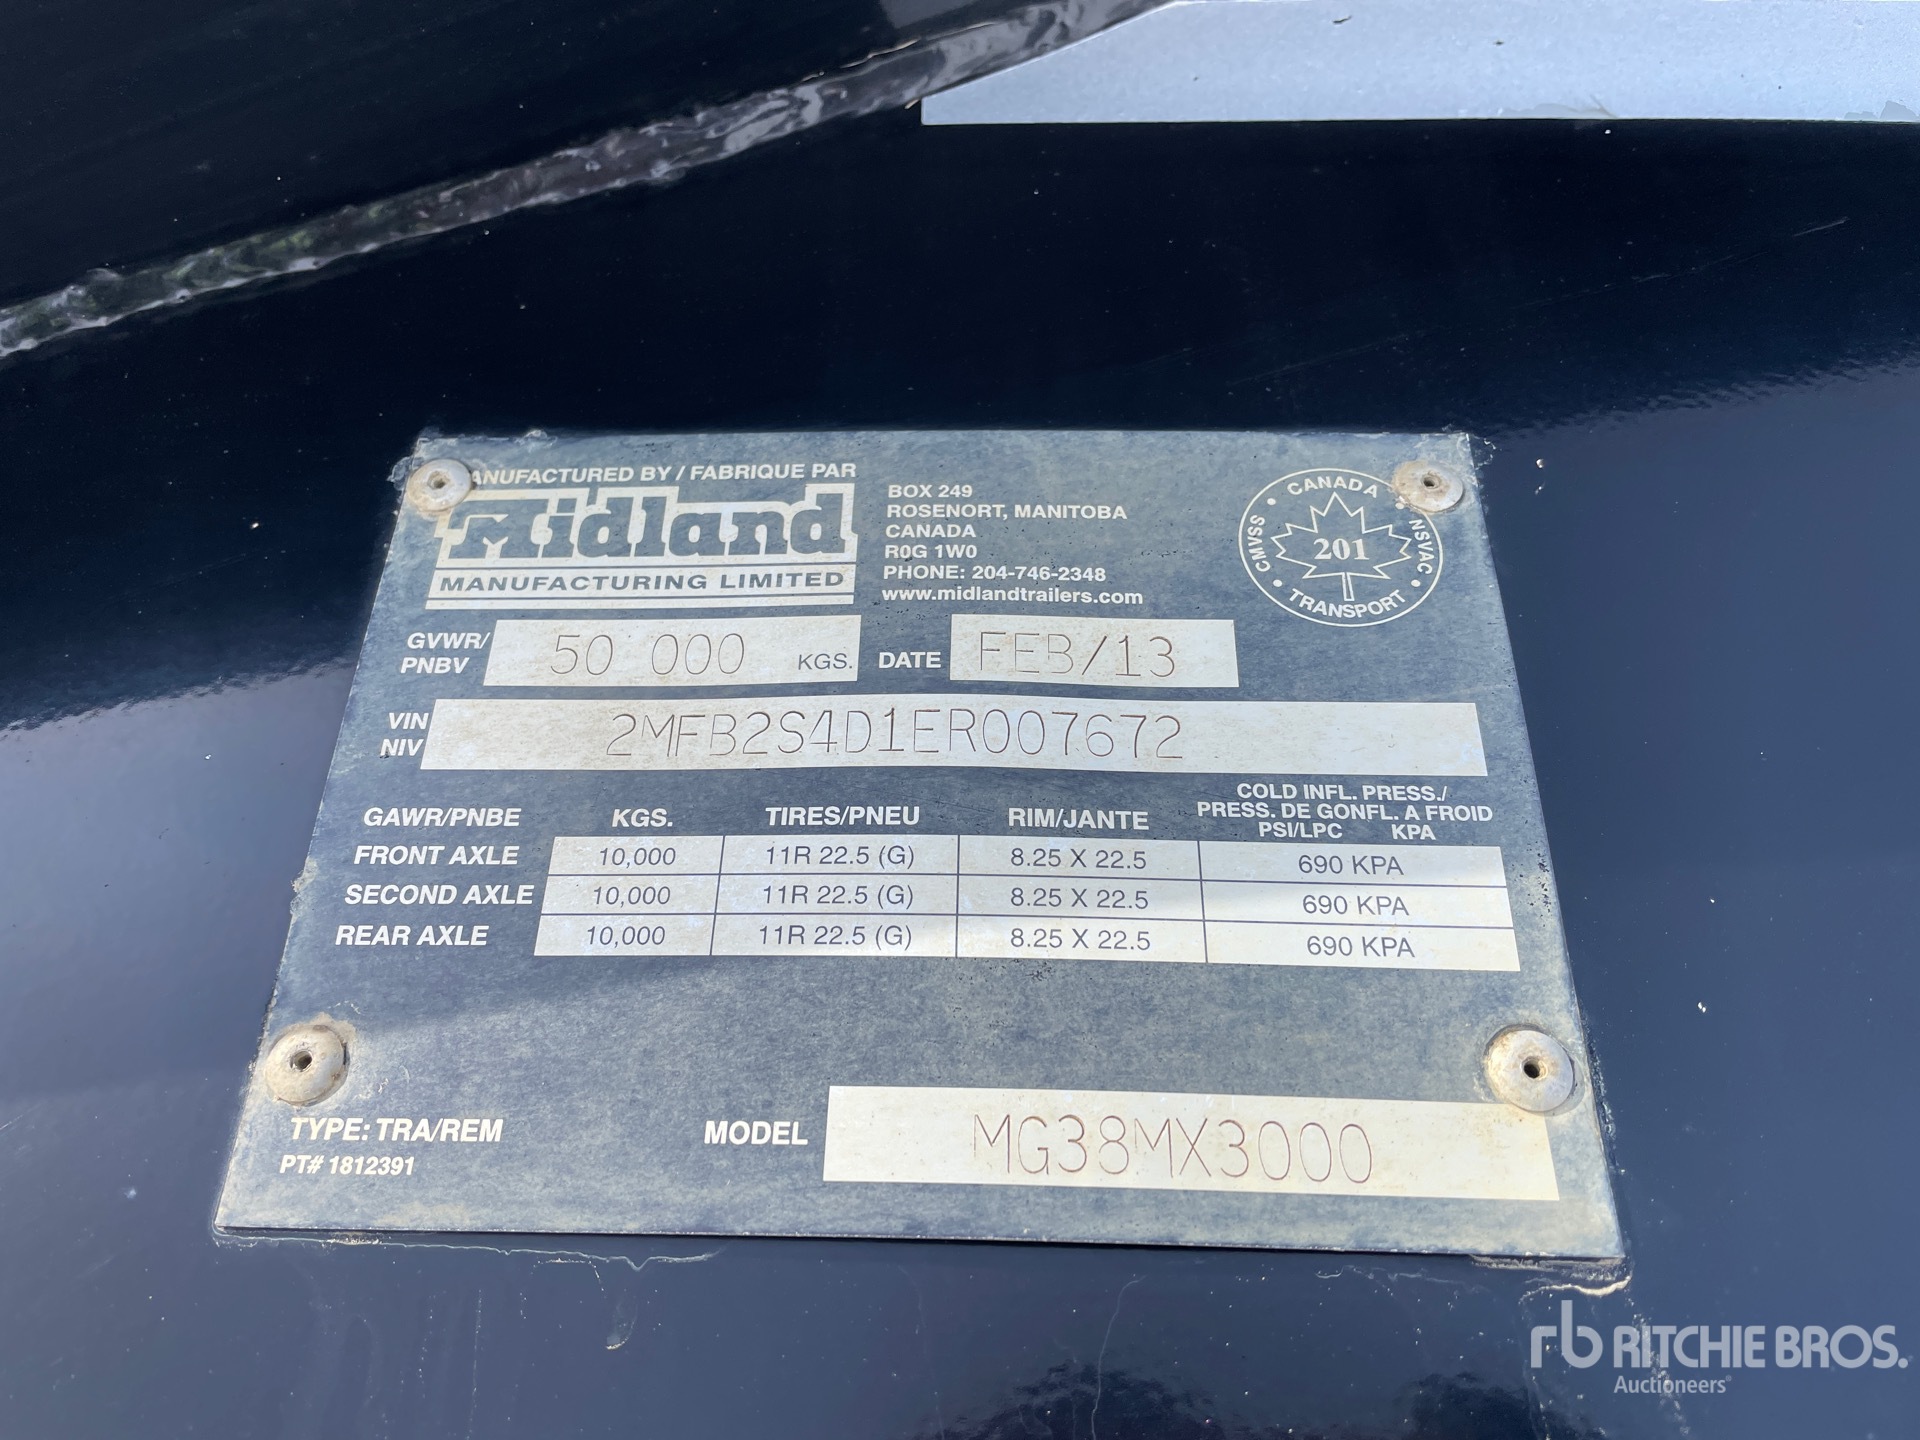 MANUFACTURED BY / FABRIQUE PAR
Midland
MANUFACTURING LIMITED
BOX 249
ROSENORT, MANITOBA
CANADA
R0G 1W0
PHONE: 204-746-2348
www.midlandtrailers.com
CANADA
CMVSS 201 NSVAC
TRANSPORT
GVWR/ PNBV 50 000 KGS. DATE FEB/13
VIN NIV 2MFB2S4D1ER007672
GAWR/PNBE KGS. TIRES/PNEU RIM/JANTE COLD INFL. PRESS./ PRESS. DE GONFL. A FROID PSI/LPC KPA
FRONT AXLE 10,000 11R 22.5 (G) 8.25 X 22.5 690 KPA
SECOND AXLE 10,000 11R 22.5 (G) 8.25 X 22.5 690 KPA
REAR AXLE 10,000 11R 22.5 (G) 8.25 X 22.5 690 KPA
TYPE: TRA/REM MODEL MG38MX3000
PT# 1812391
rb RITCHIE BROS.
Auctioneers